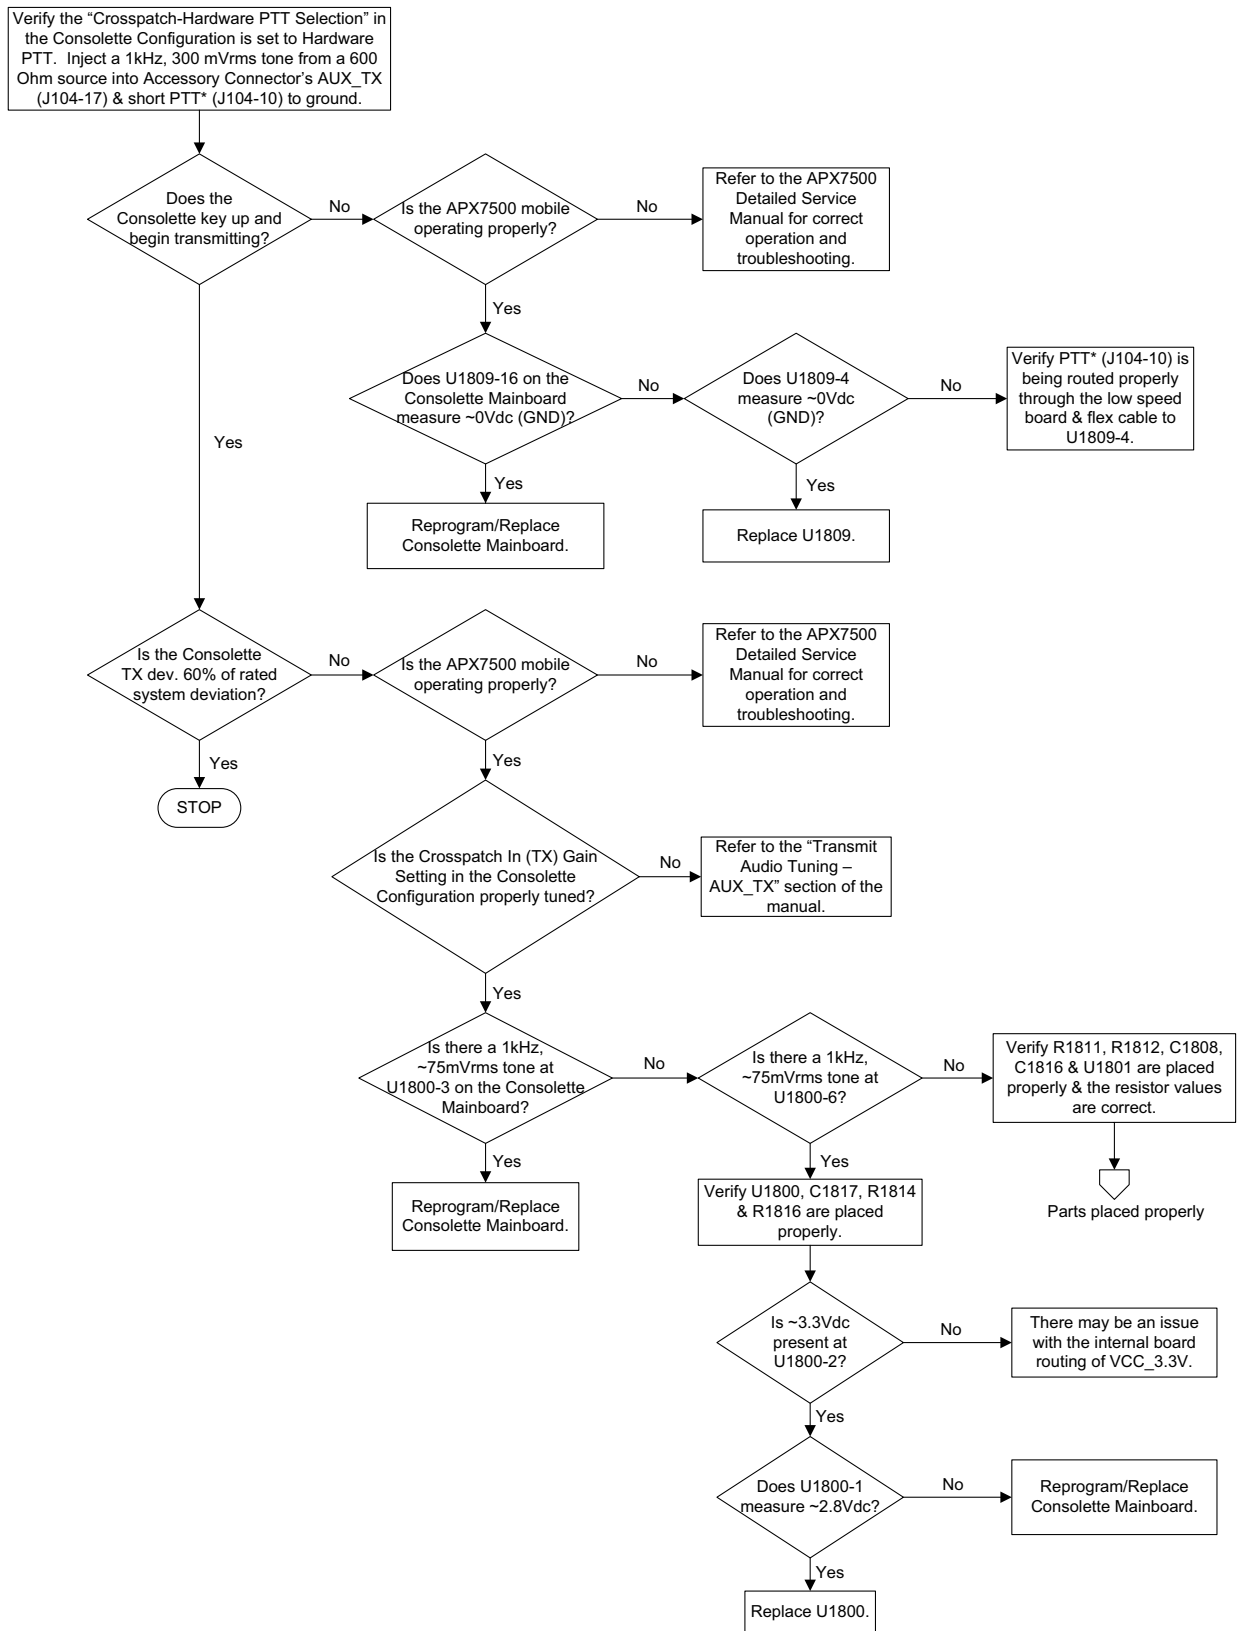 Verify the “Crosspatch-Hardware PTT Selection” in
the Consolette Configuration is set to Hardware
PTT. Inject a 1kHz, 300 mVrms tone from a 600
Ohm source into Accessory Connector’s AUX_TX
(J104-17) & short PTT* (J104-10) to ground.
Does the
Consolette key up and
begin transmitting?
No
Is the APX7500 mobile
operating properly?
No
Refer to the APX7500
Detailed Service
Manual for correct
operation and
troubleshooting.
Yes
Does U1809-16 on the
Consolette Mainboard
measure ~0Vdc (GND)?
No
Does U1809-4
measure ~0Vdc
(GND)?
No
Verify PTT* (J104-10) is
being routed properly
through the low speed
board & flex cable to
U1809-4.
Yes
Yes
Yes
Reprogram/Replace
Consolette Mainboard.
Replace U1809.
Is the Consolette
TX dev. 60% of rated
system deviation?
No
Is the APX7500 mobile
operating properly?
No
Refer to the APX7500
Detailed Service
Manual for correct
operation and
troubleshooting.
Yes
STOP
Yes
Is the Crosspatch In (TX) Gain
Setting in the Consolette
Configuration properly tuned?
No
Refer to the “Transmit
Audio Tuning –
AUX_TX” section of the
manual.
Yes
Is there a 1kHz,
~75mVrms tone at
U1800-3 on the Consolette
Mainboard?
No
Is there a 1kHz,
~75mVrms tone at
U1800-6?
No
Verify R1811, R1812, C1808,
C1816 & U1801 are placed
properly & the resistor values
are correct.
Yes
Yes
Reprogram/Replace
Consolette Mainboard.
Verify U1800, C1817, R1814
& R1816 are placed
properly.
Parts placed properly
Is ~3.3Vdc
present at
U1800-2?
No
There may be an issue
with the internal board
routing of VCC_3.3V.
Yes
Does U1800-1
measure ~2.8Vdc?
No
Reprogram/Replace
Consolette Mainboard.
Yes
Replace U1800.